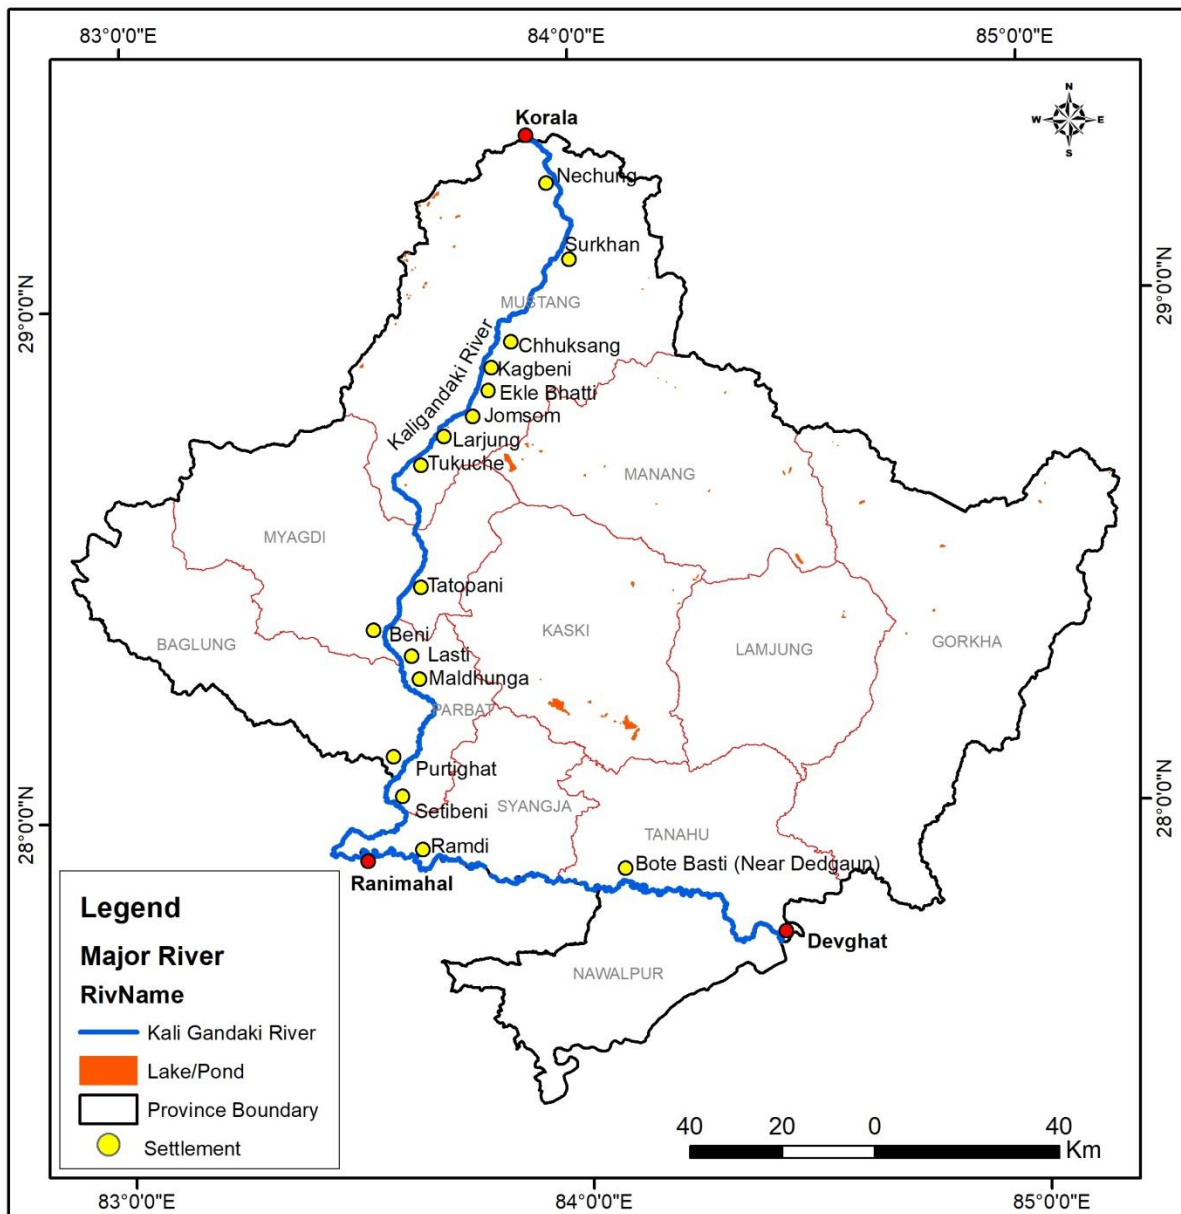 83°0'0"E
84°0'0"E
85°0'0"E
N
W E
S
Korala
Nechung
Surkhan
29°0'0"N
29°0'0"N
MUSTANG
Kaligandaki River
Chhuksang
Kagbeni
Ekle Bhatti
Jomsom
Larjung
Tukuche
MANANG
MYAGDI
Tatopani
BAGLUNG
Beni
KASKI
LAMJUNG
GORKHA
Lasti
Maldhunga
PARBAT
Purtighat
28°0'0"N
28°0'0"N
Setibeni
SYANGJA
TANAHU
Ramdi
Ranimahal
Bote Basti (Near Dedgaun)
Devghat
NAWALPUR
Legend
Major River
RivName
Kali Gandaki River
Lake/Pond
Province Boundary
Settlement
40 20 0 40
Km
83°0'0"E
84°0'0"E
85°0'0"E